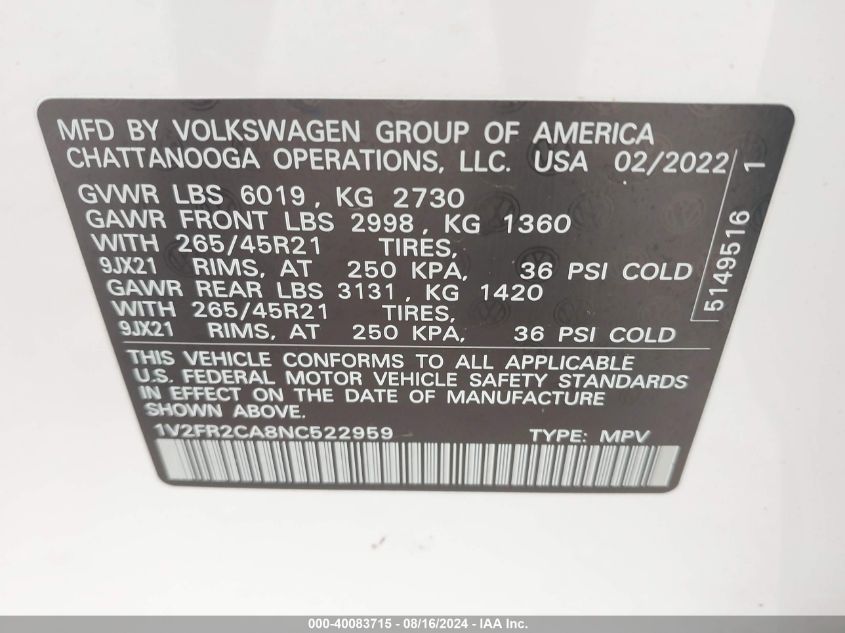 MFD BY VOLKSWAGEN GROUP OF AMERICA
CHATTANOOGA OPERATIONS, LLC. USA 02/2022
GVWR LBS 6019, KG 2730
GAWR FRONT LBS 2998, KG 1360
WITH 265/45R21 TIRES,
9JX21 RIMS, AT 250 KPA, 36 PSI COLD
GAWR REAR LBS 3131, KG 1420
WITH 265/45R21 TIRES,
9JX21 RIMS, AT 250 KPA, 36 PSI COLD
THIS VEHICLE CONFORMS TO ALL APPLICABLE
U.S. FEDERAL MOTOR VEHICLE SAFETY STANDARDS
IN EFFECT ON THE DATE OF MANUFACTURE
SHOWN ABOVE.
1V2FR2CA8NC522959 TYPE: MPV
5149516 1
000-40083715 - 08/16/2024 - IAA Inc.